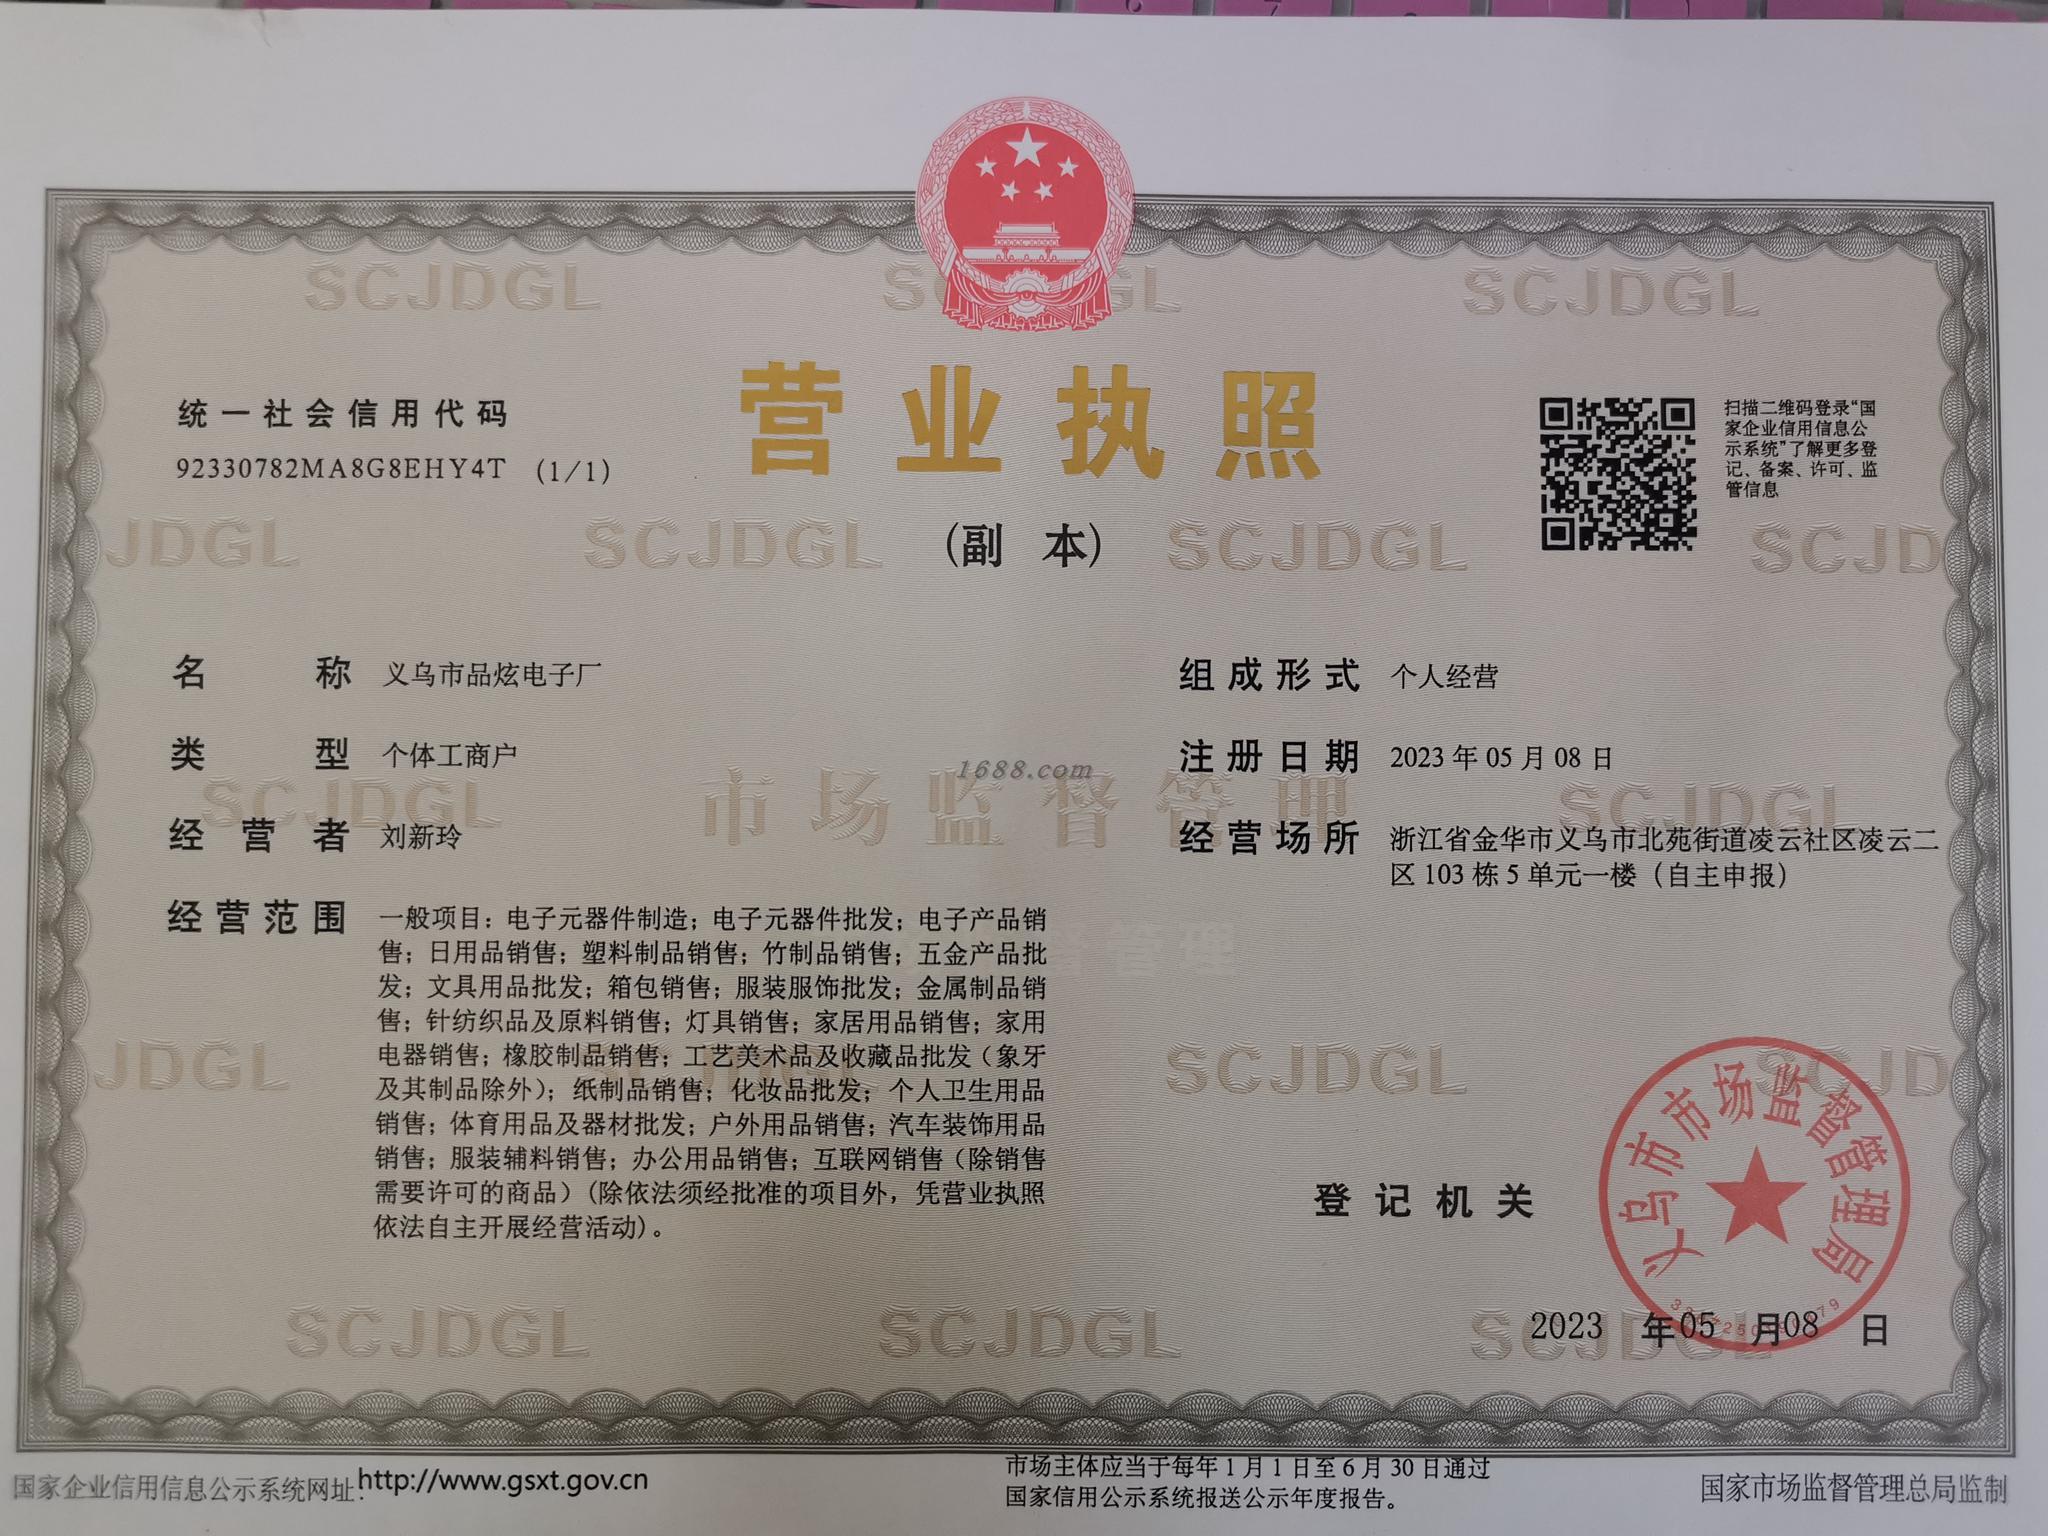 统一社会信用代码
92330782MA8G8EHY4T (1/1)
营业执照
(副 本)
扫描二维码登录“国
家企业信用信息公
示系统”了解更多登
记、备案、许可、监
管信息
名 称 义乌市品炫电子厂
类 型 个体工商户
经 营 者 刘新玲
经营范围 一般项目：电子元器件制造；电子元器件批发；电子产品销
售；日用品销售；塑料制品销售；竹制品销售；五金产品批
发；文具用品批发；箱包销售；服装服饰批发；金属制品销
售；针纺织品及原料销售；灯具销售；家居用品销售；家用
电器销售；橡胶制品销售；工艺美术品及收藏品批发（象牙
及其制品除外）；纸制品销售；化妆品批发；个人卫生用品
销售；体育用品及器材批发；户外用品销售；汽车装饰用品
销售；服装辅料销售；办公用品销售；互联网销售（除销售
需要许可的商品）(除依法须经批准的项目外，凭营业执照
依法自主开展经营活动)。
组成形式 个人经营
注册日期 2023 年 05 月 08 日
经营场所 浙江省金华市义乌市北苑街道凌云社区凌云二
区 103 栋 5 单元一楼（自主申报）
1688.com
市场监督管理
SCJDGL
登记机关
义乌市市场监督管理局
2023 年 05 月 08 日
国家企业信用信息公示系统网址：http://www.gsxt.gov.cn
市场主体应当于每年 1 月 1 日至 6 月 30 日通过
国家信用公示系统报送公示年度报告。
国家市场监督管理总局监制